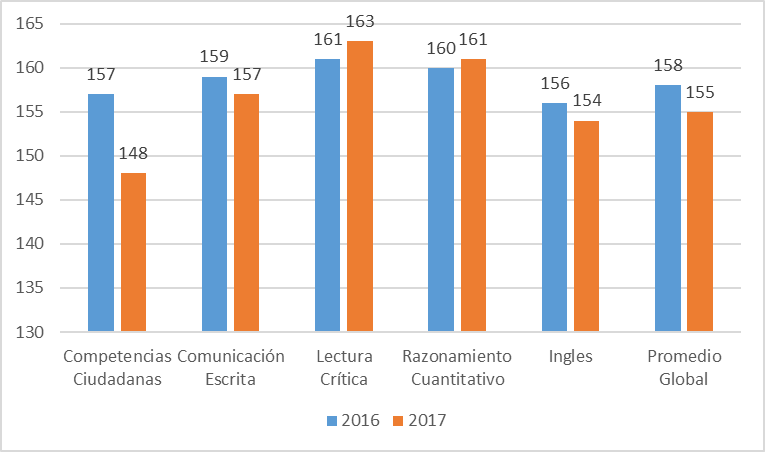 165
160
155
150
145
140
135
130
157
148
159
157
161
163
160
161
156
154
158
155
Competencias
Ciudadanas
Comunicación
Escrita
Lectura
Crítica
Razonamiento
Cuantitativo
Ingles
Promedio
Global
2016
2017